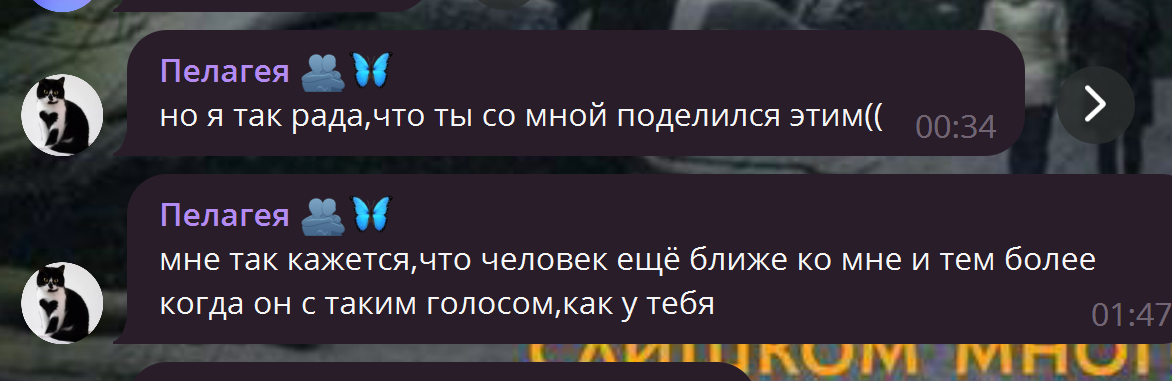 Пелагея
но я так рада,что ты со мной поделился этим((
00:34
Пелагея
мне так кажется,что человек ещё ближе ко мне и тем более
когда он с таким голосом,как у тебя
01:47
СЛИШКОМ